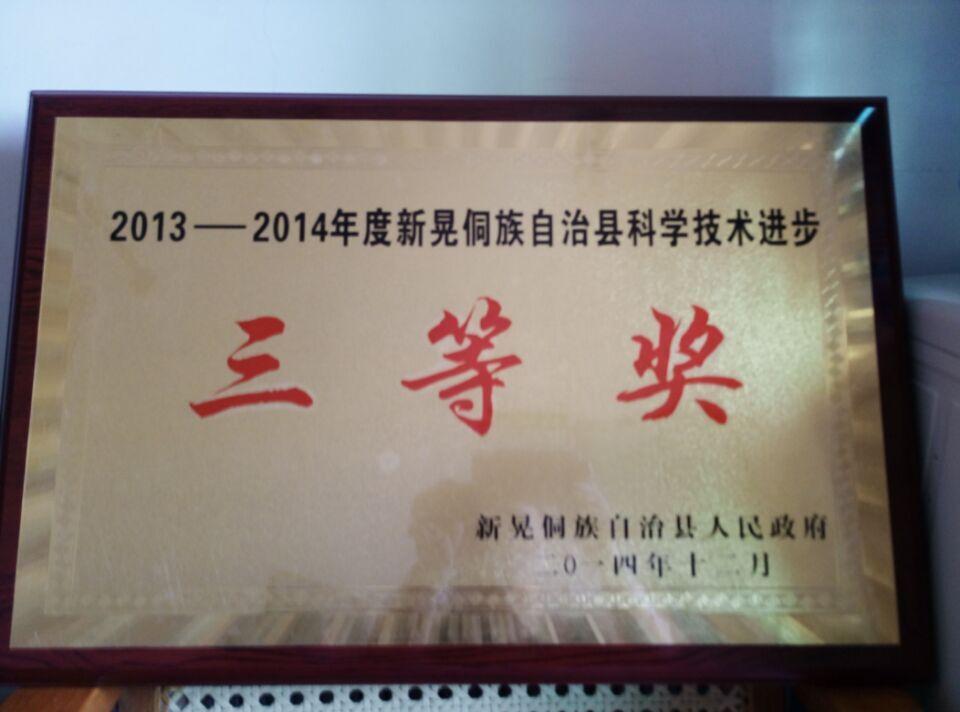 2013——2014年度新晃侗族自治县科学技术进步
三等奖
新晃侗族自治县人民政府
二0一四年十二月